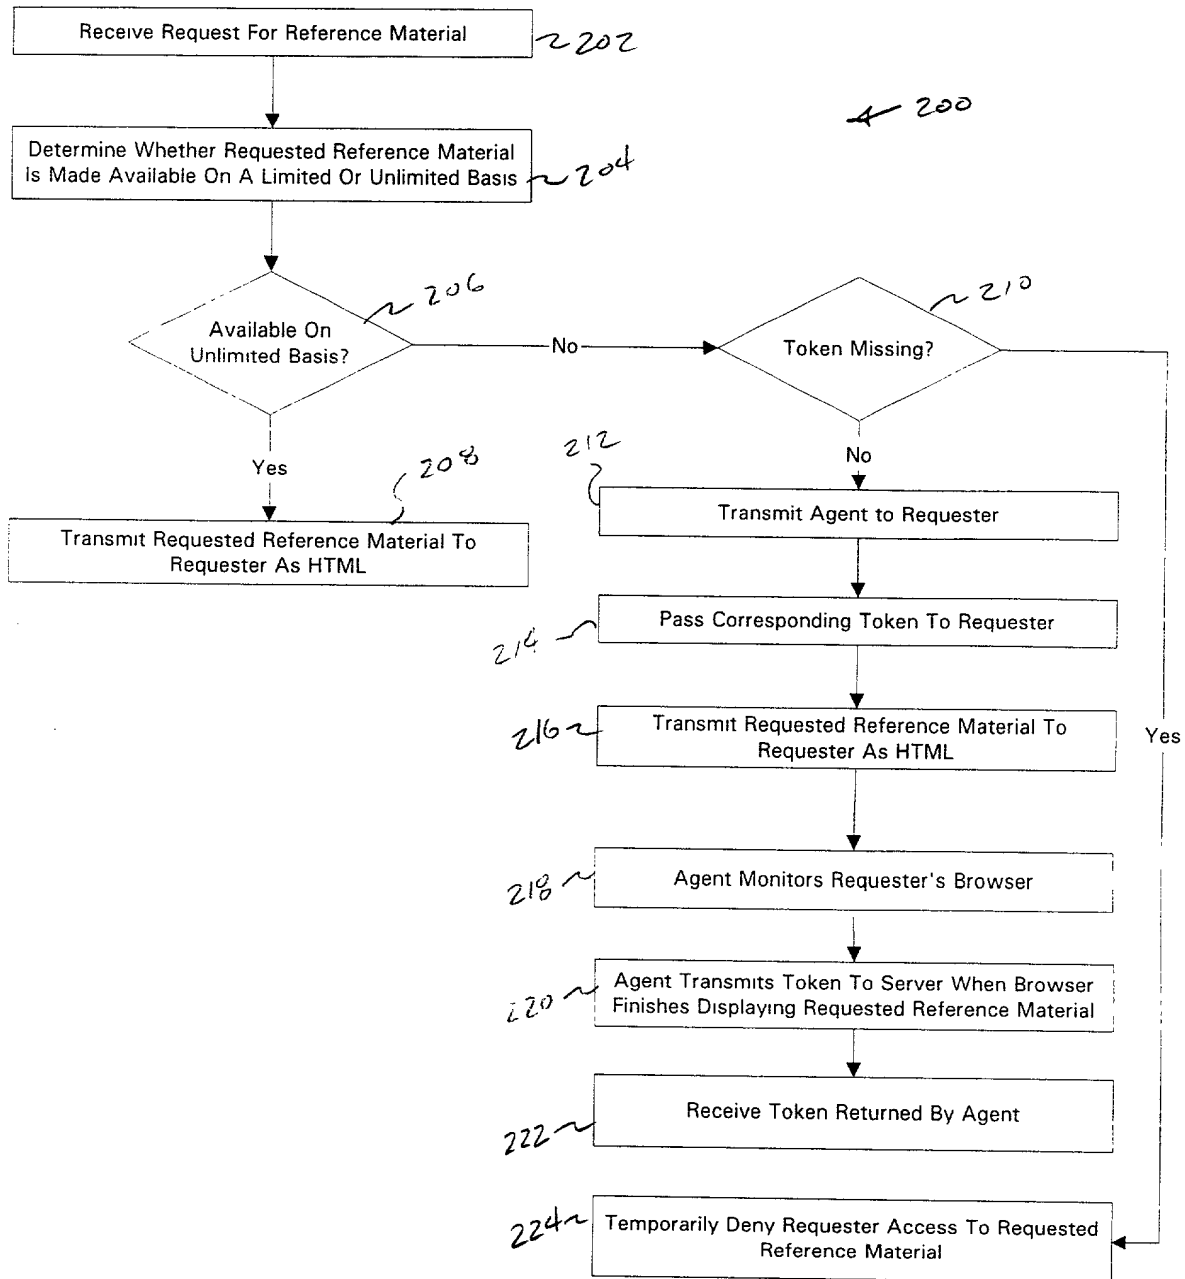 Receive Request For Reference Material
202
200
Determine Whether Requested Reference Material
Is Made Available On A Limited Or Unlimited Basis
204
206
210
Available On
Unlimited Basis?
No
Token Missing?
Yes
208
212
No
Transmit Requested Reference Material To
Requester As HTML
Transmit Agent to Requester
Pass Corresponding Token To Requester
214
216
Transmit Requested Reference Material To
Requester As HTML
Yes
218
Agent Monitors Requester's Browser
220
Agent Transmits Token To Server When Browser
Finishes Displaying Requested Reference Material
222
Receive Token Returned By Agent
224
Temporarily Deny Requester Access To Requested
Reference Material